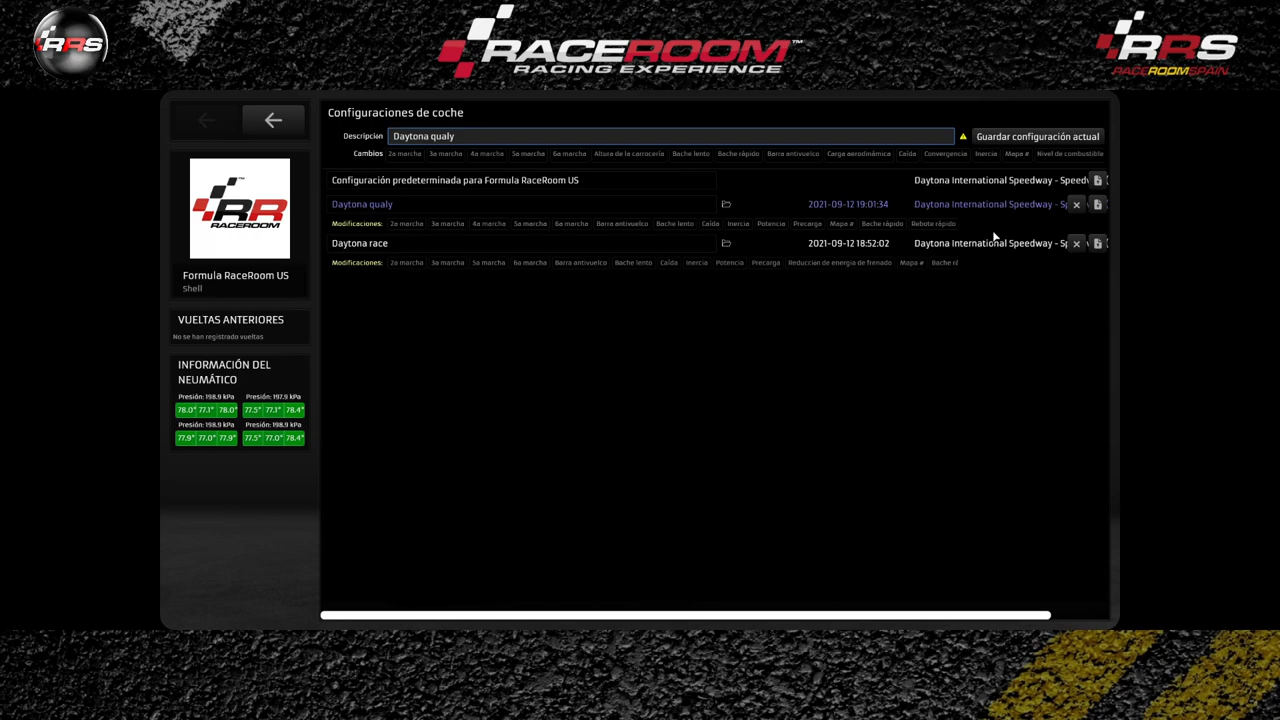 RRS
RACEROOM™
RACING EXPERIENCE
RRS
RACEROOMSPAIN
Configuraciones de coche
Descripción Daytona qualy Guardar configuración actual
Cambios 2a marcha 3a marcha 4a marcha 5a marcha 6a marcha Altura de la carrocería Bache lento Bache rápido Barra antivuelco Carga aerodinámica Caída Convergencia Inercia Mapa # Nivel de combustible
Configuración predeterminada para Formula RaceRoom US Daytona International Speedway - Speedw
Daytona qualy 2021-09-12 19:01:34 Daytona International Speedway - Sp
Modificaciones: 2a marcha 3a marcha 4a marcha 5a marcha 6a marcha Barra antivuelco Bache lento Caída Inercia Potencia Precarga Mapa # Bache rápido Rebote rápido
Daytona race 2021-09-12 18:52:02 Daytona International Speedway - Sp
Modificaciones: 2a marcha 3a marcha 5a marcha 6a marcha Barra antivuelco Bache lento Caída Inercia Potencia Precarga Reducción de energía de frenado Mapa # Bache rá
RR
RACEROOM
Formula RaceRoom US
Shell
VUELTAS ANTERIORES
No se han registrado vueltas
INFORMACIÓN DEL
NEUMÁTICO
Presión: 198.9 kPa Presión: 197.9 kPa
78.0° 77.1° 78.0° 77.5° 77.1° 78.4°
Presión: 198.9 kPa Presión: 198.9 kPa
77.9° 77.0° 77.9° 77.5° 77.0° 78.4°